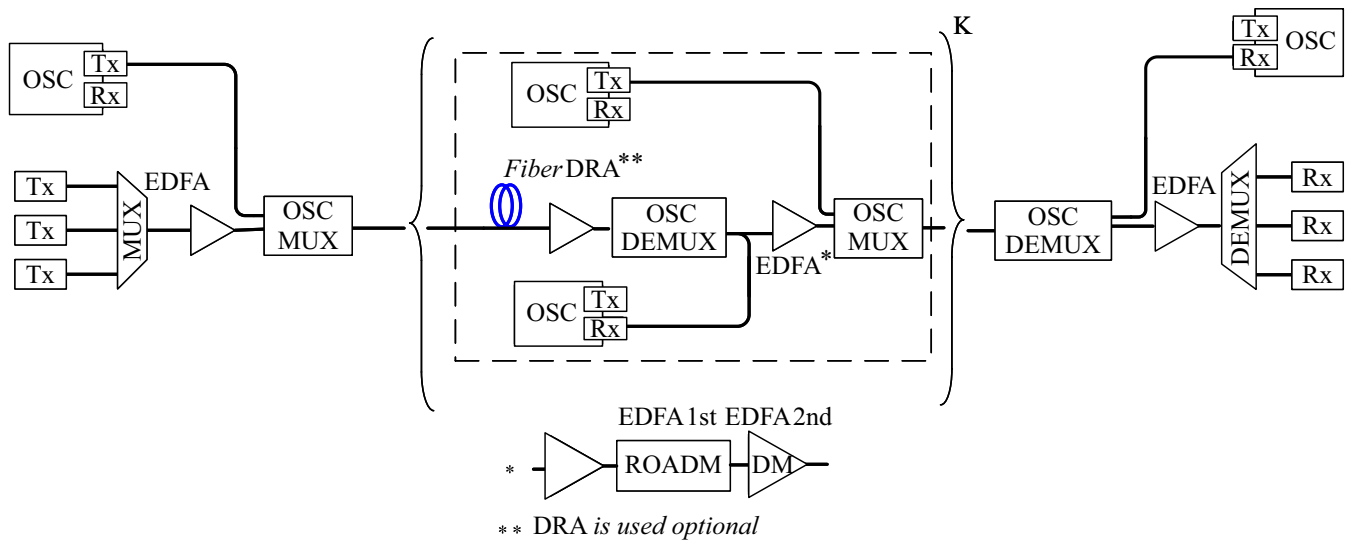 K
OSC
Tx
Rx
Tx
Tx
Tx
MUX
EDFA
OSC
MUX
OSC
Tx
Rx
Fiber DRA**
OSC
DEMUX
EDFA*
OSC
MUX
OSC
Tx
Rx
OSC
DEMUX
Tx
Rx
OSC
EDFA
DEMUX
Rx
Rx
Rx
EDFA 1st EDFA 2nd
* ROADM DM
** DRA is used optional